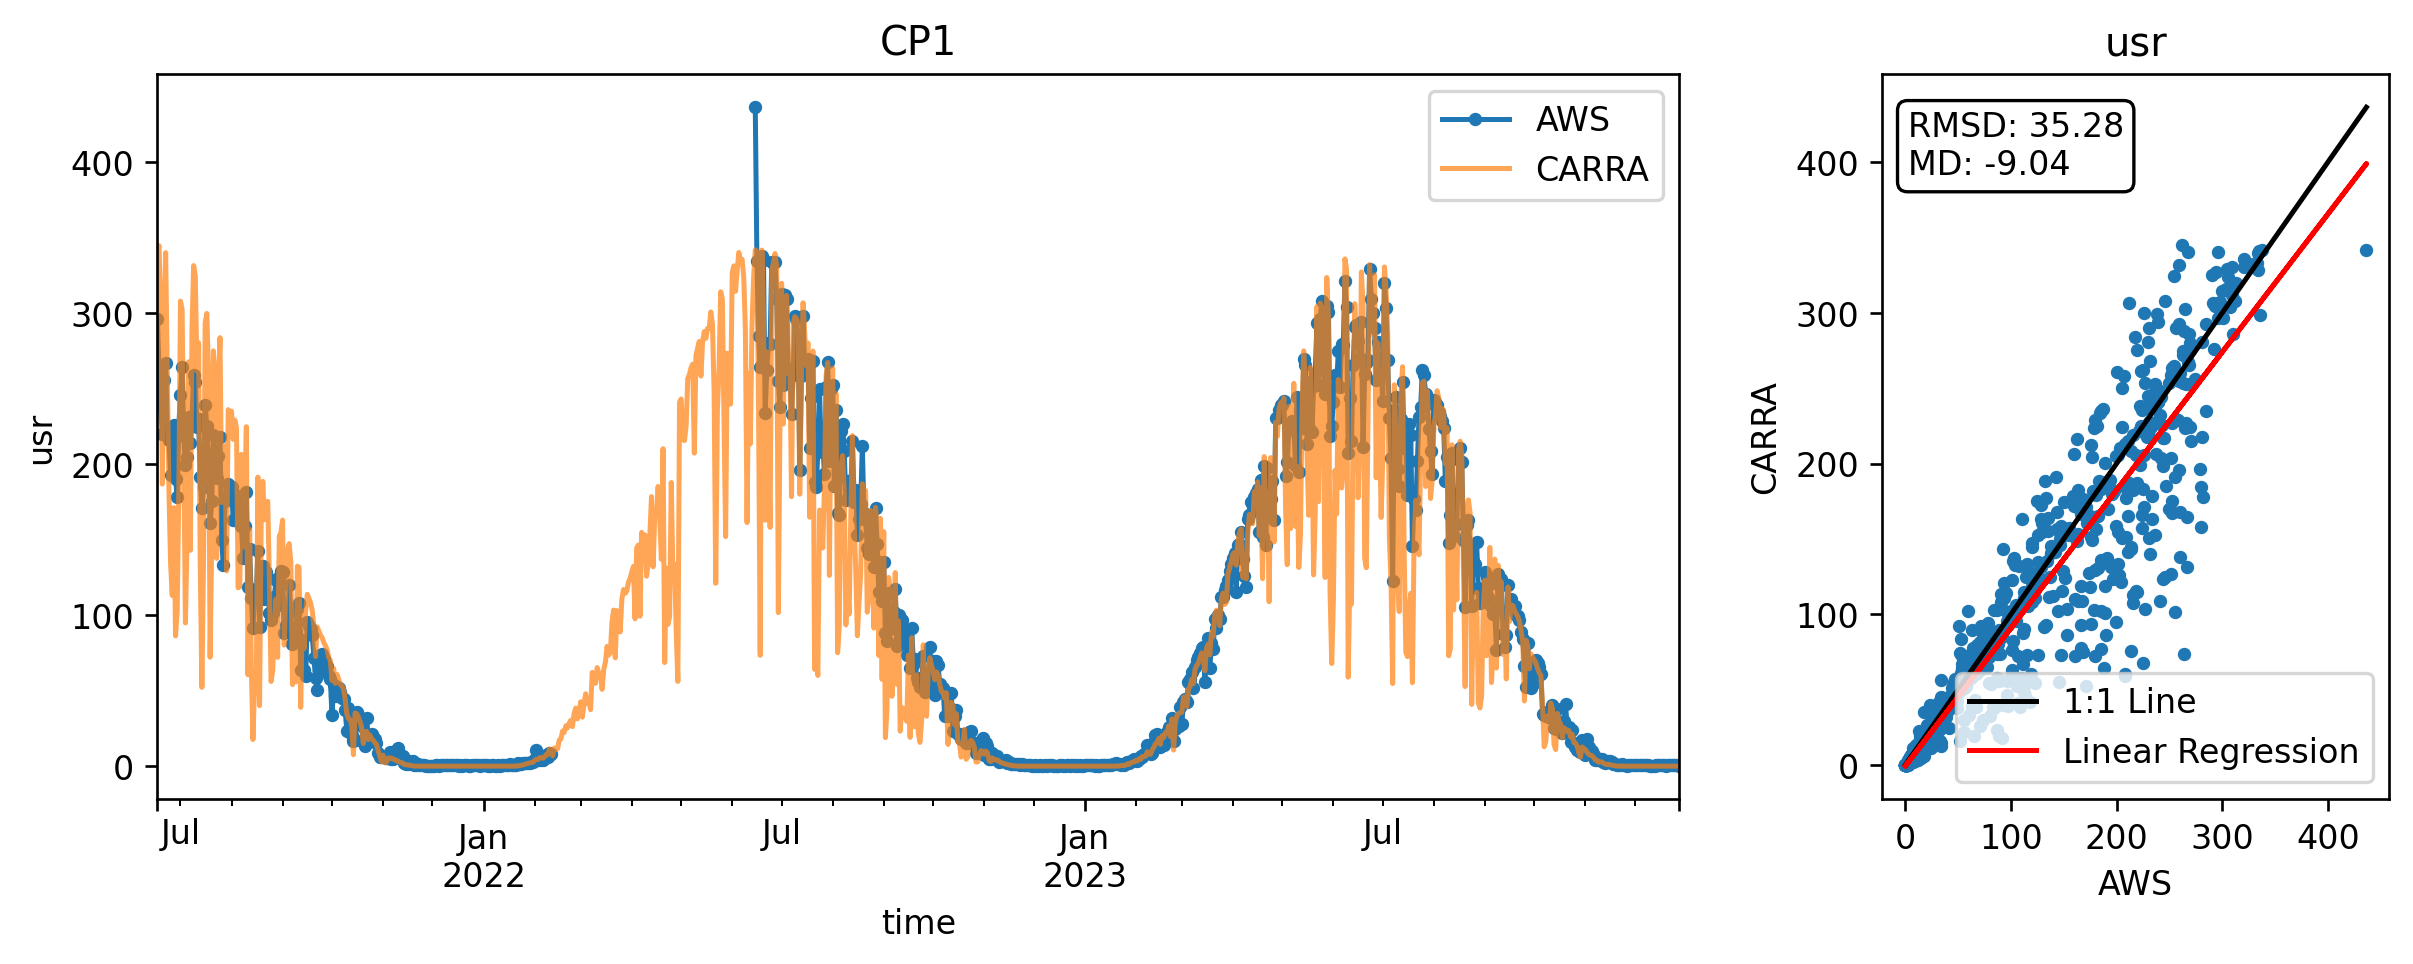 CP1
usr
400
300
200
100
0
AWS
CARRA
Jul
Jan
2022
Jul
Jan
2023
Jul
time
usr
CARRA
400
300
200
100
0
RMSD: 35.28
MD: -9.04
1:1 Line
Linear Regression
0 100 200 300 400
AWS